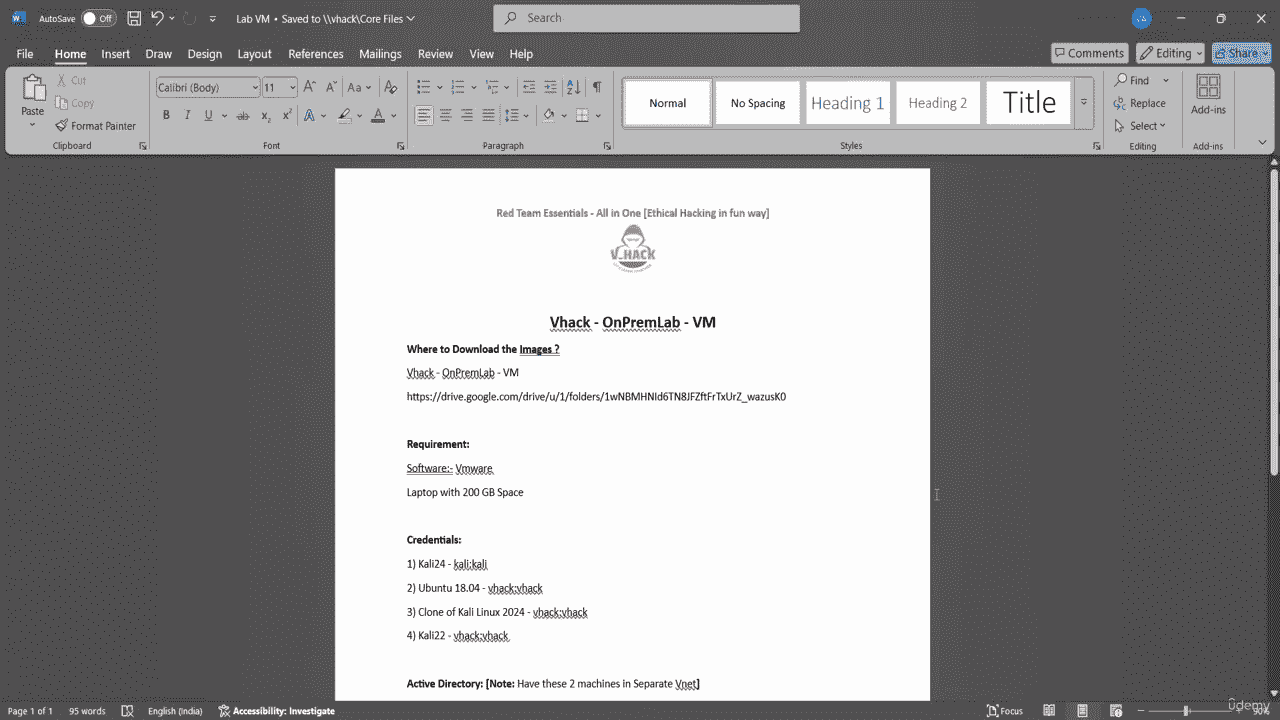 Auto Save
Off
Lab VM • Saved to \\vhack\Core Files
Search
File Home Insert Draw Design Layout References Mailings Review View Help
Comments Editing Share
Cut
Copy
Paste
Format Painter
Clipboard
Calibri (Body) 11
Font
Paragraph
Normal No Spacing Heading 1 Heading 2 Title
Styles
Find
Replace
Select
Editing
Add-ins
Add-ins
Red Team Essentials - All in One [Ethical Hacking in fun way]
V_HACK
Vhack - OnPremLab - VM
Where to Download the Images ?
Vhack - OnPremLab - VM
https://drive.google.com/drive/u/1/folders/1wNBMHNId6TN8JFZftFrTxUrZ_wazusK0
Requirement:
Software:- Vmware
Laptop with 200 GB Space
Credentials:
1) Kali24 - kali:kali
2) Ubuntu 18.04 - vhack:vhack
3) Clone of Kali Linux 2024 - vhack:vhack
4) Kali22 - vhack:vhack
Active Directory: [Note: Have these 2 machines in Separate Vnet]
Page 1 of 1 95 words English (India) Accessibility: Investigate Focus